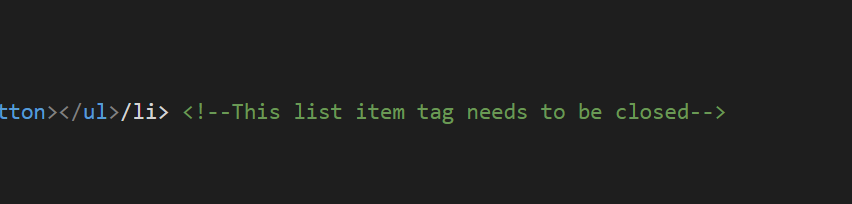 tton></ul>/li> <!--This list item tag needs to be closed-->